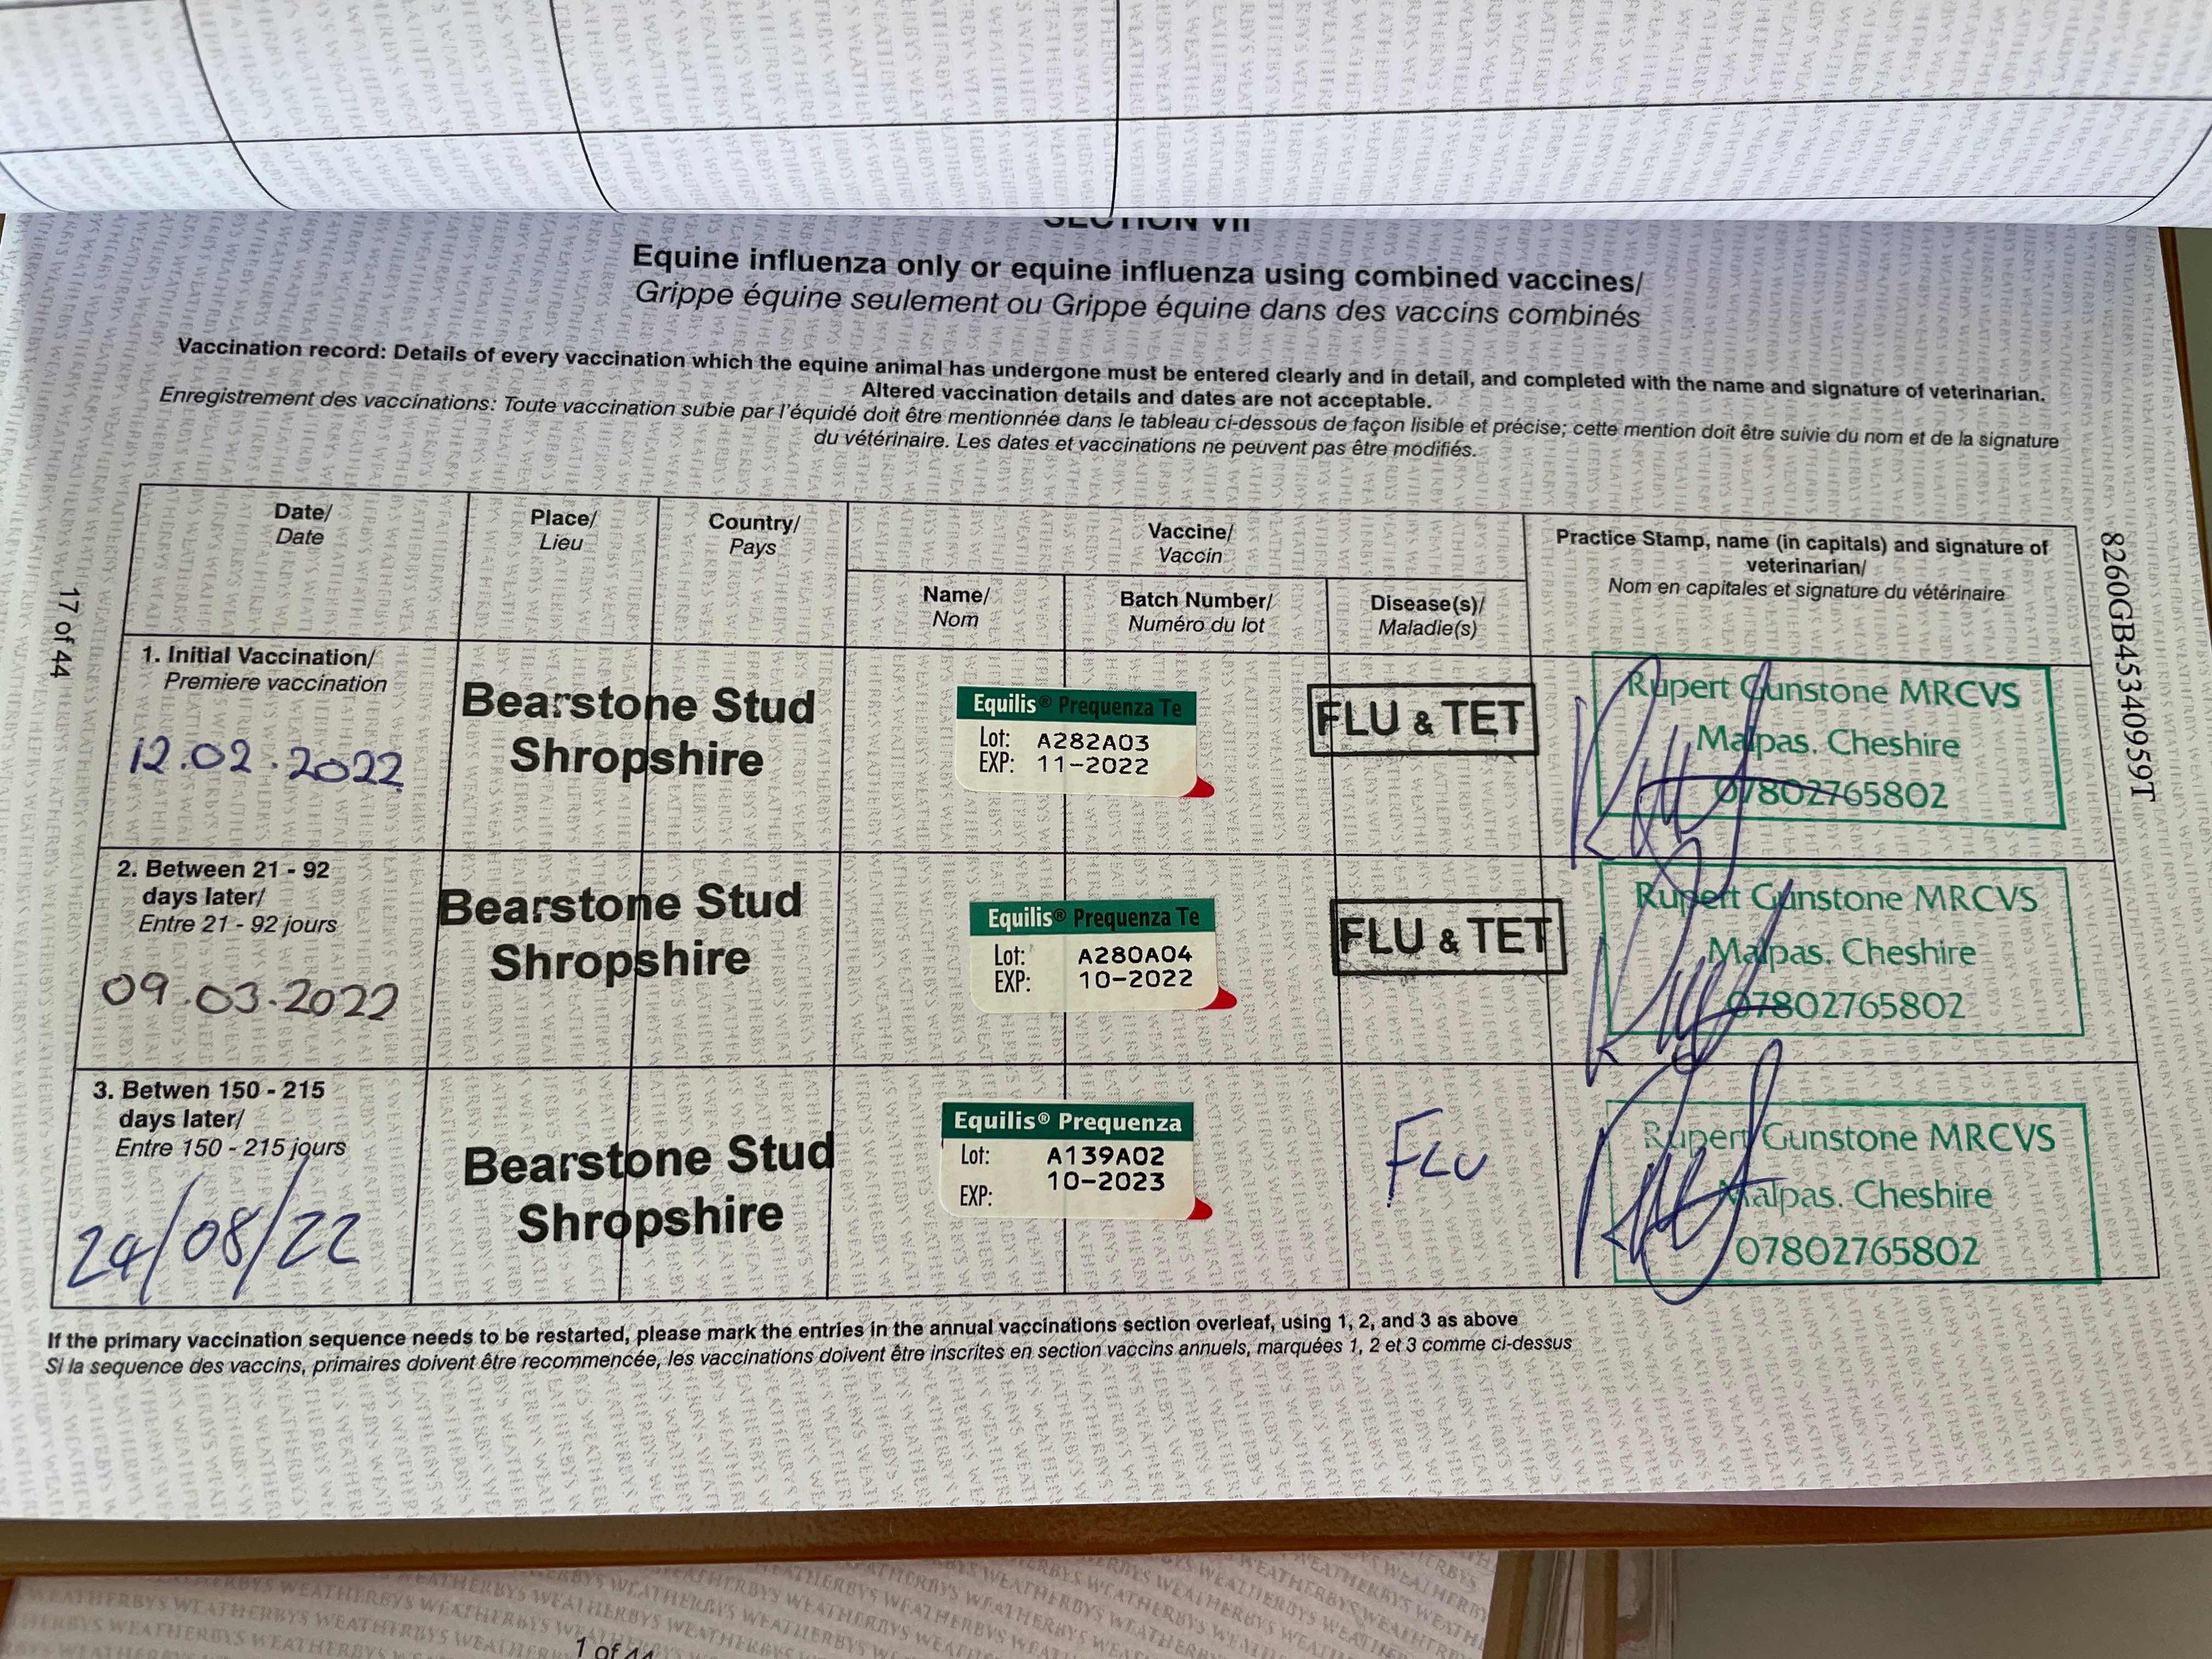 SECTION VII
Equine influenza only or equine influenza using combined vaccines/
Grippe équine seulement ou Grippe équine dans des vaccins combinés
Vaccination record: Details of every vaccination which the equine animal has undergone must be entered clearly and in detail, and completed with the name and signature of veterinarian.
Altered vaccination details and dates are not acceptable.
Enregistrement des vaccinations: Toute vaccination subie par l'équidé doit être mentionnée dans le tableau ci-dessous de façon lisible et précise; cette mention doit être suivie du nom et de la signature
du vétérinaire. Les dates et vaccinations ne peuvent pas être modifiés.
17 of 44
8260GB45340959T
Date/
Date
Place/
Lieu
Country/
Pays
Vaccine/
Vaccin
Name/
Nom
Batch Number/
Numéro du lot
Disease(s)/
Maladie(s)
Practice Stamp, name (in capitals) and signature of
veterinarian/
Nom en capitales et signature du vétérinaire
1. Initial Vaccination/
Premiere vaccination
12.02.2022
Bearstone Stud
Shropshire
Equilis® Prequenza Te
Lot: A282A03
EXP: 11-2022
FLU & TET
Rupert Gunstone MRCVS
Malpas. Cheshire
07802765802
2. Between 21 - 92
days later/
Entre 21 - 92 jours
09.03.2022
Bearstone Stud
Shropshire
Equilis® Prequenza Te
Lot: A280A04
EXP: 10-2022
FLU & TET
Rupert Gunstone MRCVS
Malpas. Cheshire
07802765802
3. Betwen 150 - 215
days later/
Entre 150 - 215 jours
24/08/22
Bearstone Stud
Shropshire
Equilis® Prequenza
Lot: A139A02
EXP: 10-2023
FLU
Rupert Gunstone MRCVS
Malpas. Cheshire
07802765802
If the primary vaccination sequence needs to be restarted, please mark the entries in the annual vaccinations section overleaf, using 1, 2, and 3 as above
Si la sequence des vaccins, primaires doivent être recommencée, les vaccinations doivent être inscrites en section vaccins annuels, marquées 1, 2 et 3 comme ci-dessus
WEATHERBYS WEATHERBYS WEATHERBYS
1 of 44